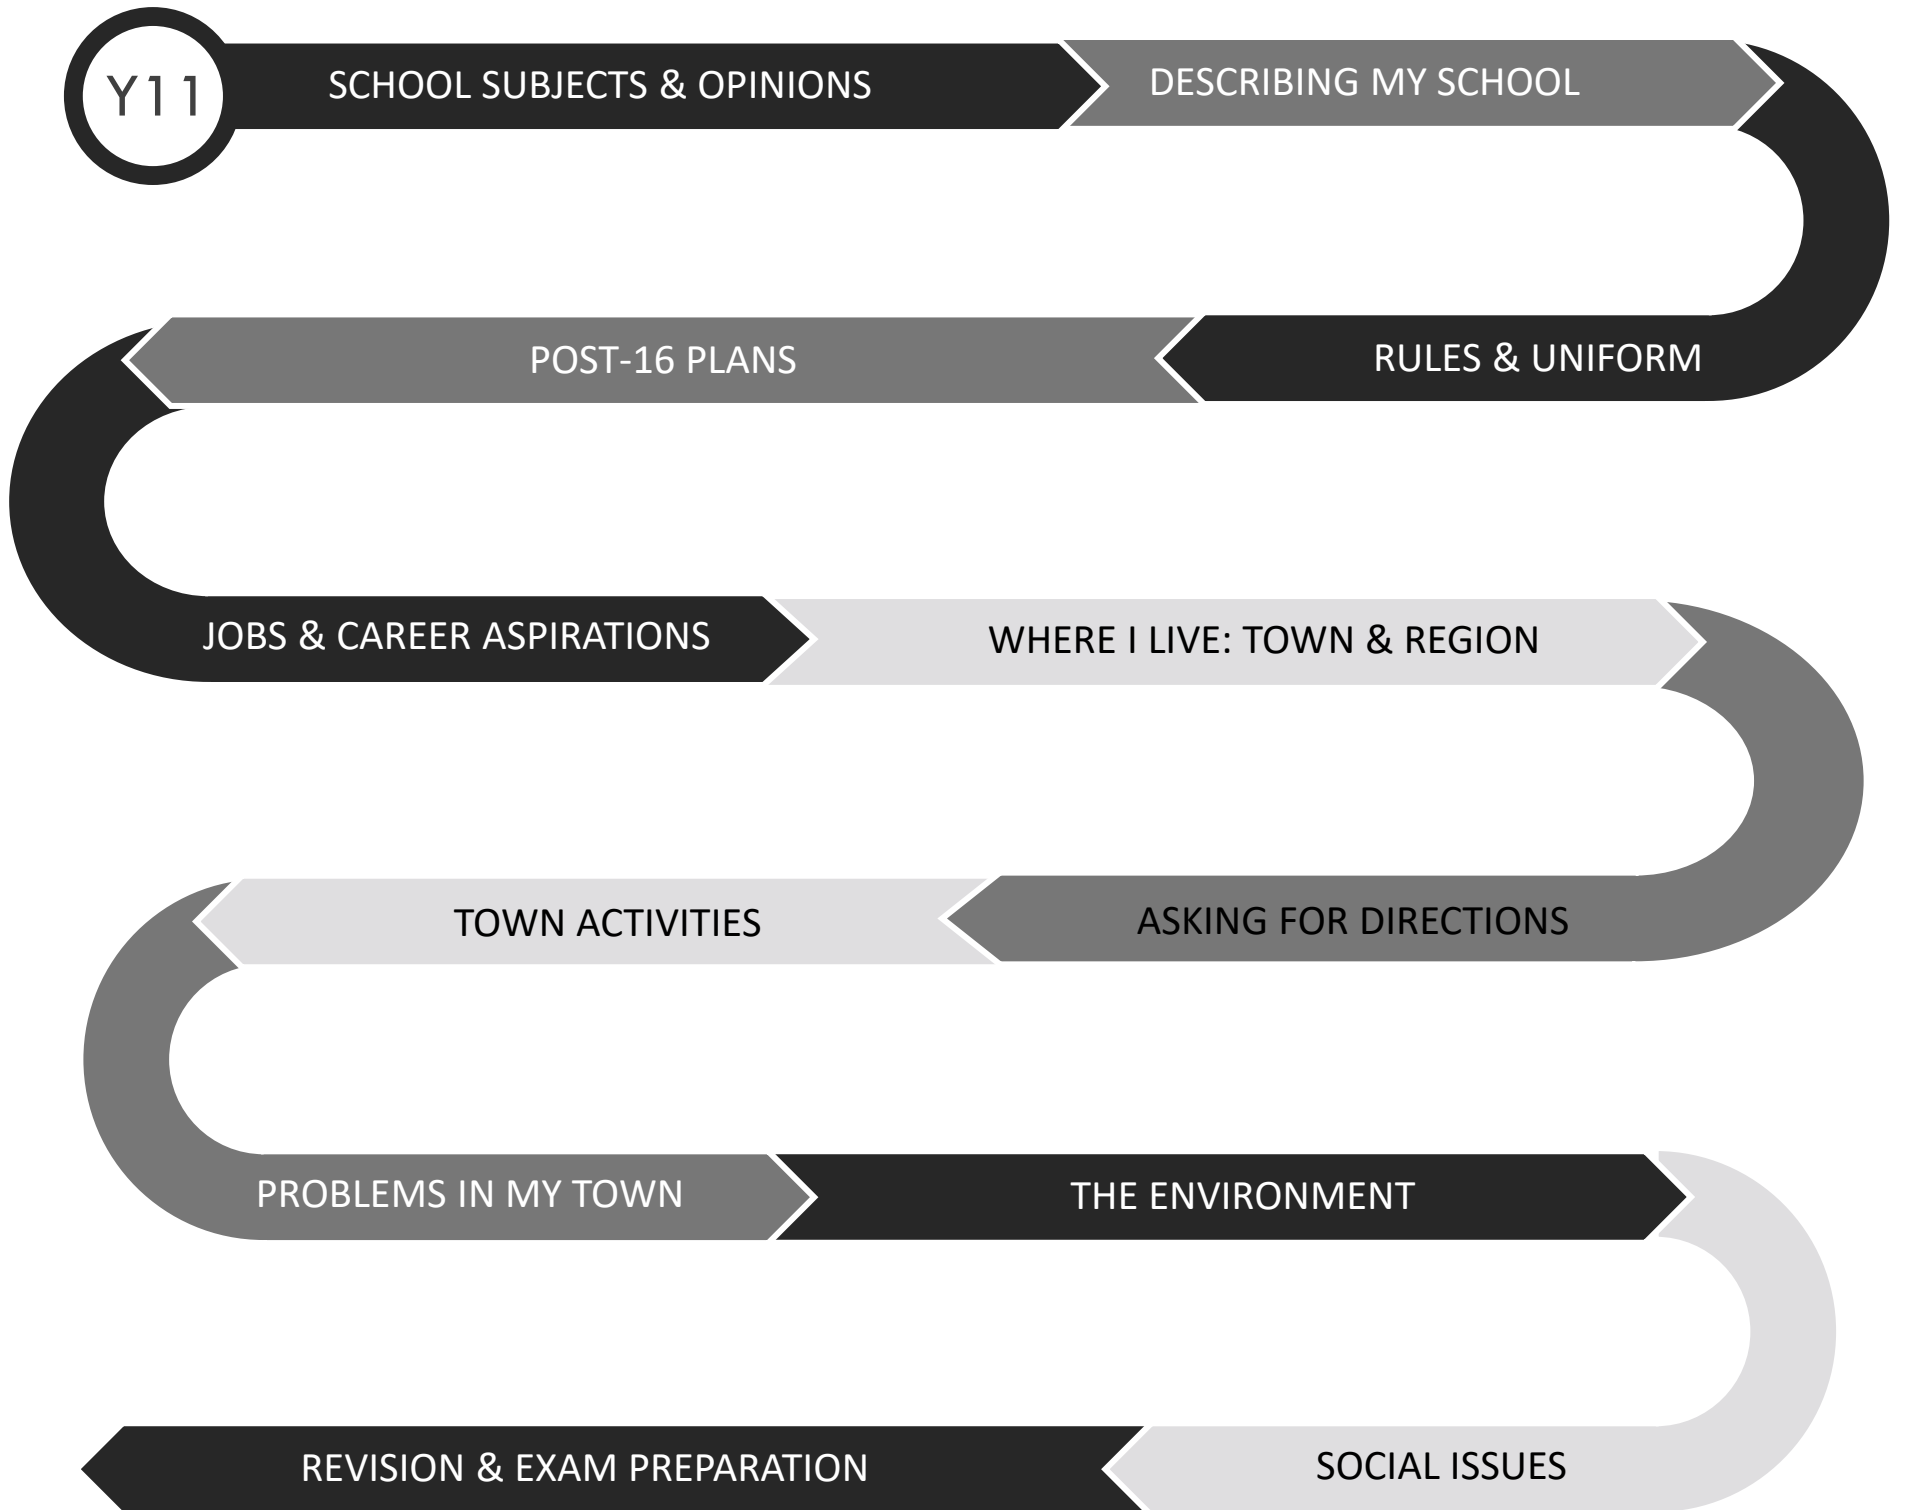 Y11
SCHOOL SUBJECTS & OPINIONS
DESCRIBING MY SCHOOL
RULES & UNIFORM
POST-16 PLANS
JOBS & CAREER ASPIRATIONS
WHERE I LIVE: TOWN & REGION
ASKING FOR DIRECTIONS
TOWN ACTIVITIES
PROBLEMS IN MY TOWN
THE ENVIRONMENT
SOCIAL ISSUES
REVISION & EXAM PREPARATION